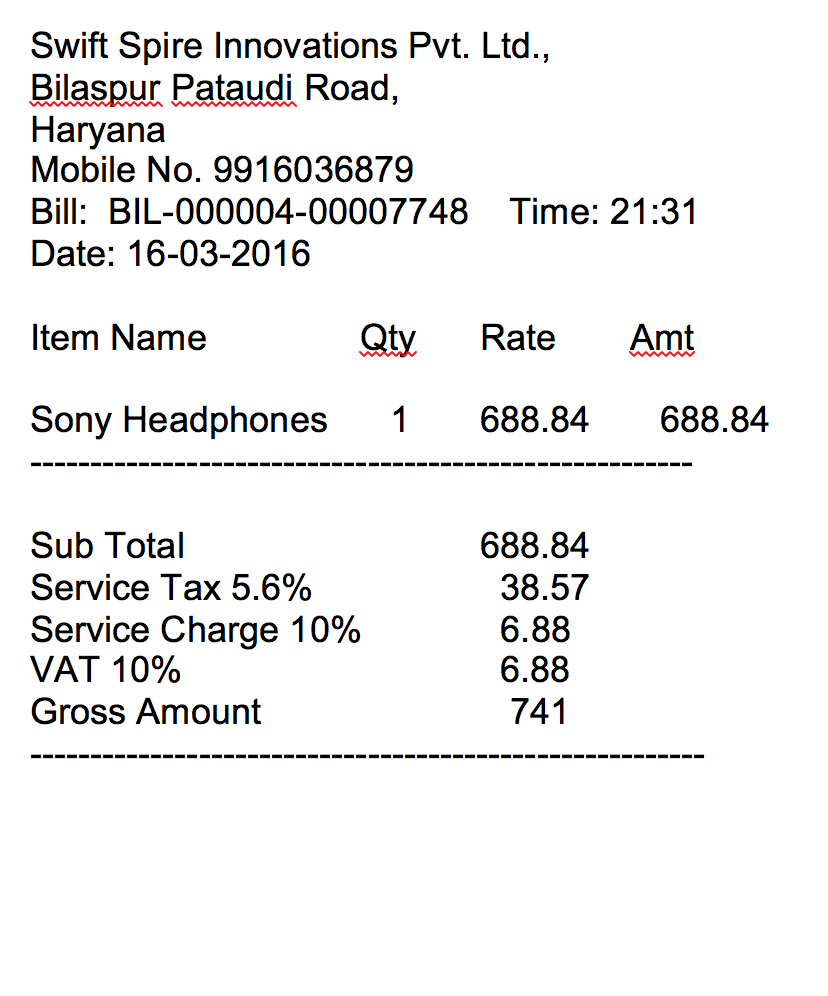 Swift Spire Innovations Pvt. Ltd.,
Bilaspur Pataudi Road,
Haryana
Mobile No. 9916036879
Bill: BIL-000004-00007748 Time: 21:31
Date: 16-03-2016
Item Name Qty Rate Amt
Sony Headphones 1 688.84 688.84
-------------------------------------------------------
Sub Total 688.84
Service Tax 5.6% 38.57
Service Charge 10% 6.88
VAT 10% 6.88
Gross Amount 741
--------------------------------------------------------